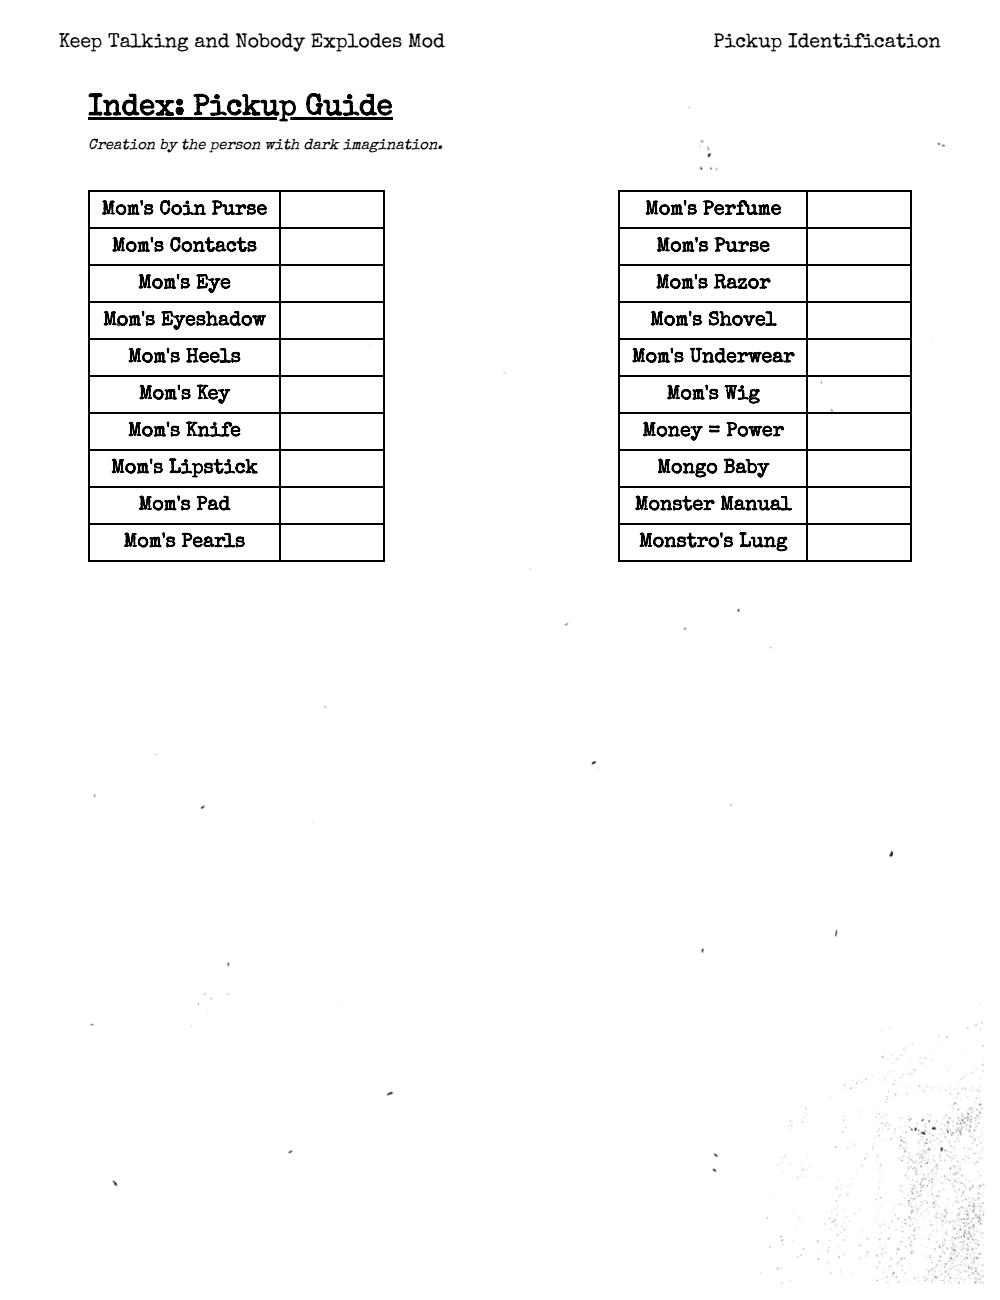 Keep Talking and Nobody Explodes Mod
Pickup Identification
Index: Pickup Guide
Creation by the person with dark imagination.
Mom's Coin Purse
Mom's Contacts
Mom's Eye
Mom's Eyeshadow
Mom's Heels
Mom's Key
Mom's Knife
Mom's Lipstick
Mom's Pad
Mom's Pearls
Mom's Perfume
Mom's Purse
Mom's Razor
Mom's Shovel
Mom's Underwear
Mom's Wig
Money = Power
Mongo Baby
Monster Manual
Monstro's Lung